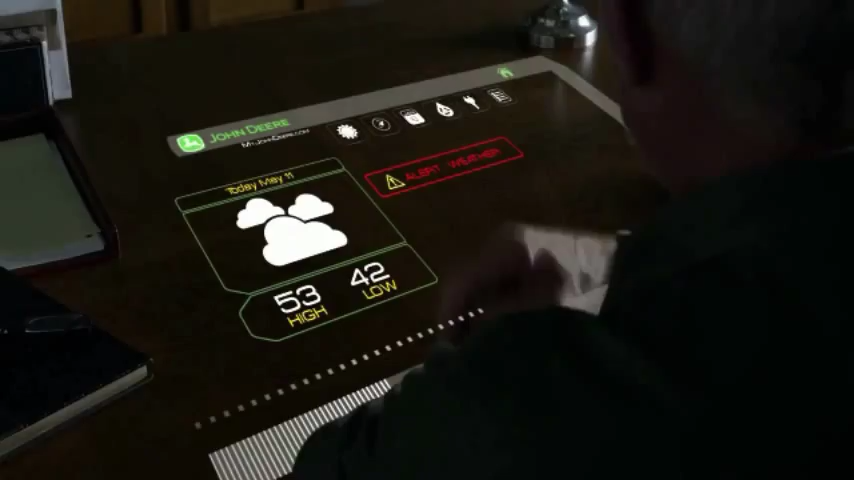 JOHN DEERE
MYJOHNDEERE.COM
Today May 11
ALERT WEATHER
53 42
HIGH LOW